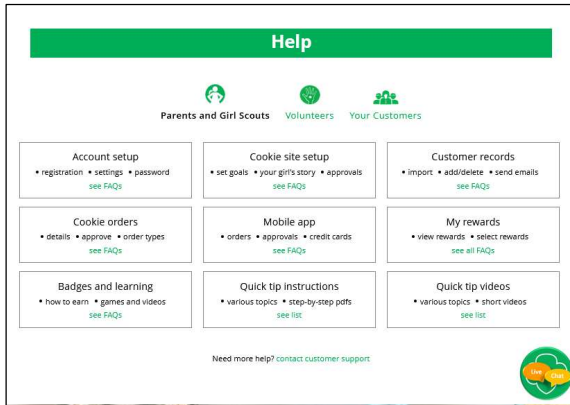 Help
Parents and Girl Scouts Volunteers Your Customers
Account setup
• registration • settings • password
see FAQs
Cookie site setup
• set goals • your girl's story • approvals
see FAQs
Customer records
• import • add/delete • send emails
see FAQs
Cookie orders
• details • approve • order types
see FAQs
Mobile app
• orders • approvals • credit cards
see FAQs
My rewards
• view rewards • select rewards
see all FAQs
Badges and learning
• how to earn • games and videos
see FAQs
Quick tip instructions
• various topics • step-by-step pdfs
see list
Quick tip videos
• various topics • short videos
see list
Need more help? contact customer support
Live Chat